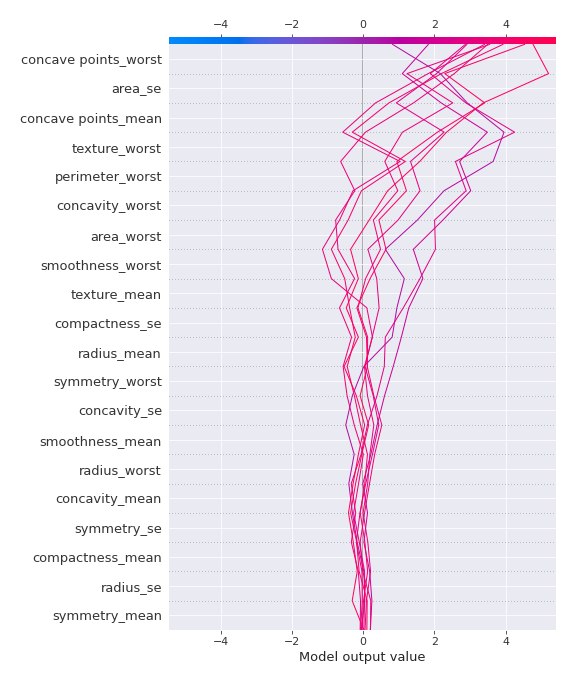 −4 −2 0 2 4
concave points_worst
area_se
concave points_mean
texture_worst
perimeter_worst
concavity_worst
area_worst
smoothness_worst
texture_mean
compactness_se
radius_mean
symmetry_worst
concavity_se
smoothness_mean
radius_worst
concavity_mean
symmetry_se
compactness_mean
radius_se
symmetry_mean
−4 −2 0 2 4
Model output value